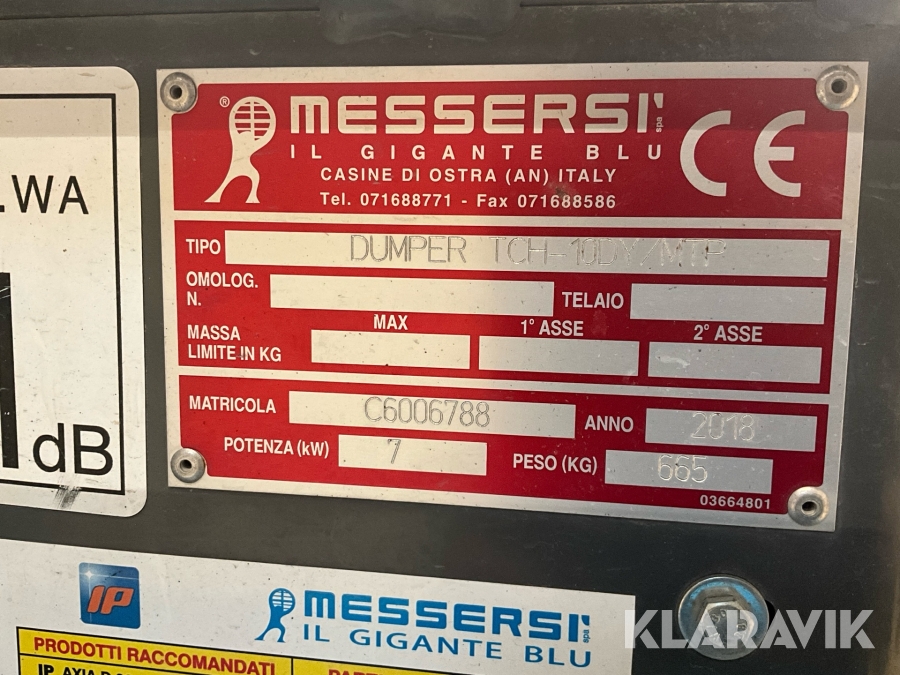 ® MESSERSI' spa
IL GIGANTE BLU
CASINE DI OSTRA (AN) ITALY
Tel. 071688771 - Fax 071688586
CE
TIPO DUMPER TCH-10DY/MTP
OMOLOG. N. TELAIO
MASSA LIMITE IN KG MAX 1° ASSE 2° ASSE
MATRICOLA C6006788 ANNO 2018
POTENZA (kW) 7 PESO (KG) 665
03664801
WA
dB
IP
MESSERSI' spa
IL GIGANTE BLU
PRODOTTI RACCOMANDATI
KLARAVIK